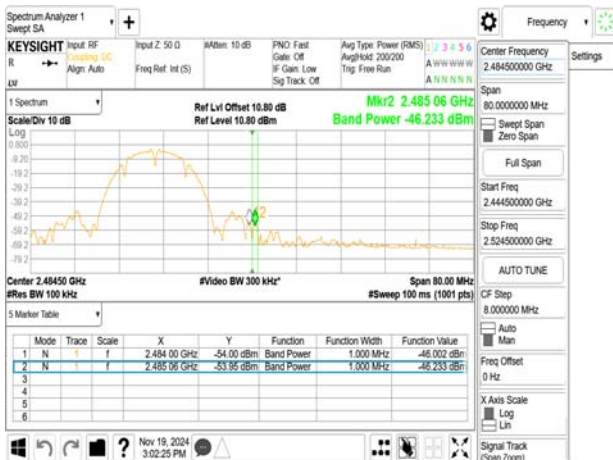 Spectrum Analyzer 1
Swept SA
Frequency
KEYSIGHT Input: RF Input Z: 50 Ω #Atten: 10 dB PNO: Fast Avg Type: Power (RMS) 1 2 3 4 5 6
R Coupling: DC Gate: Off Avg|Hold: 200/200 A W W W W W
Align: Auto Freq Ref: Int (S) IF Gain: Low Trig: Free Run
Sig Track: Off A N N N N N
Settings
1 Spectrum
Ref Lvl Offset 10.80 dB Mkr2 2.485 06 GHz
Scale/Div 10 dB Ref Level 10.80 dBm Band Power -46.233 dBm
Log
0.800
-9.20
-19.2
-29.2
-39.2
-49.2
-59.2
-69.2
-79.2
2
Center 2.48450 GHz #Video BW 300 kHz* Span 80.00 MHz
#Res BW 100 kHz #Sweep 100 ms (1001 pts)
5 Marker Table
Mode Trace Scale X Y Function Function Width Function Value
1 N 1 f 2.484 00 GHz -54.00 dBm Band Power 1.000 MHz -46.002 dBm
2 N 1 f 2.485 06 GHz -53.95 dBm Band Power 1.000 MHz -46.233 dBm
3
4
5
6
Nov 19, 2024
3:02:25 PM
Center Frequency
2.484500000 GHz
Span
80.0000000 MHz
Swept Span
Zero Span
Full Span
Start Freq
2.444500000 GHz
Stop Freq
2.524500000 GHz
AUTO TUNE
CF Step
8.000000 MHz
Auto
Man
Freq Offset
0 Hz
X Axis Scale
Log
Lin
Signal Track
(Span Zoom)